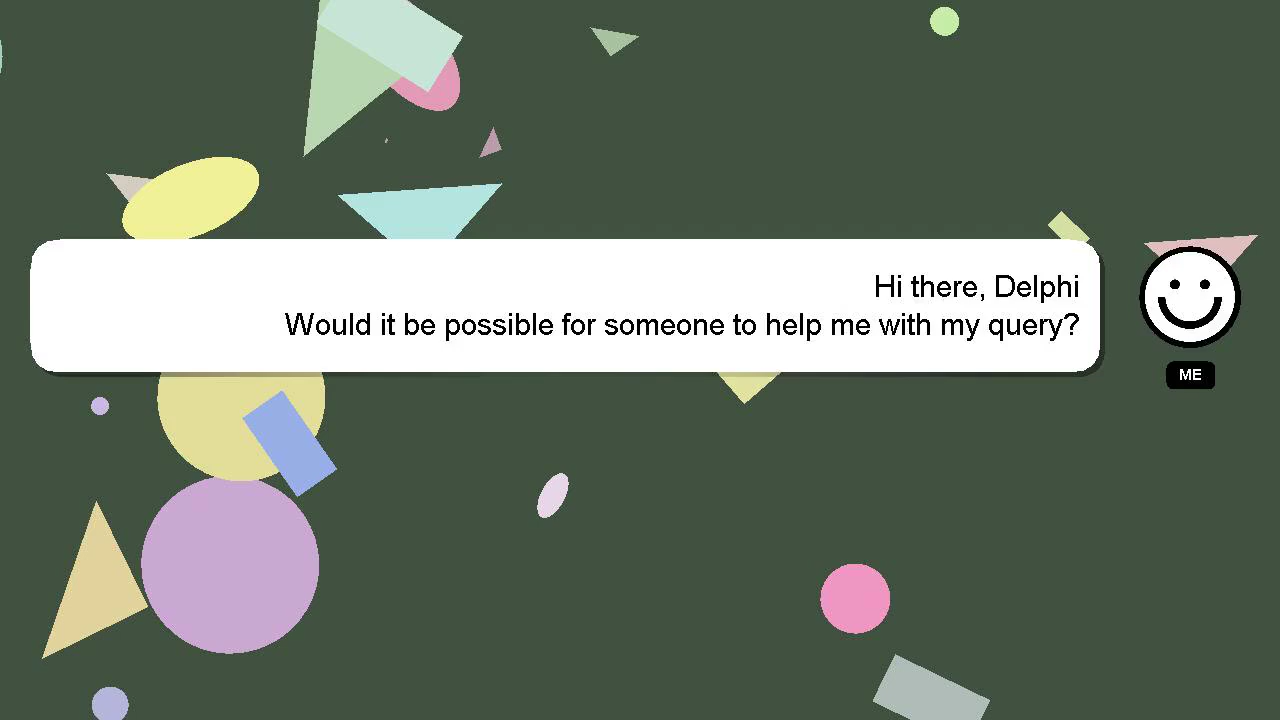 Hi there, Delphi
Would it be possible for someone to help me with my query?
ME